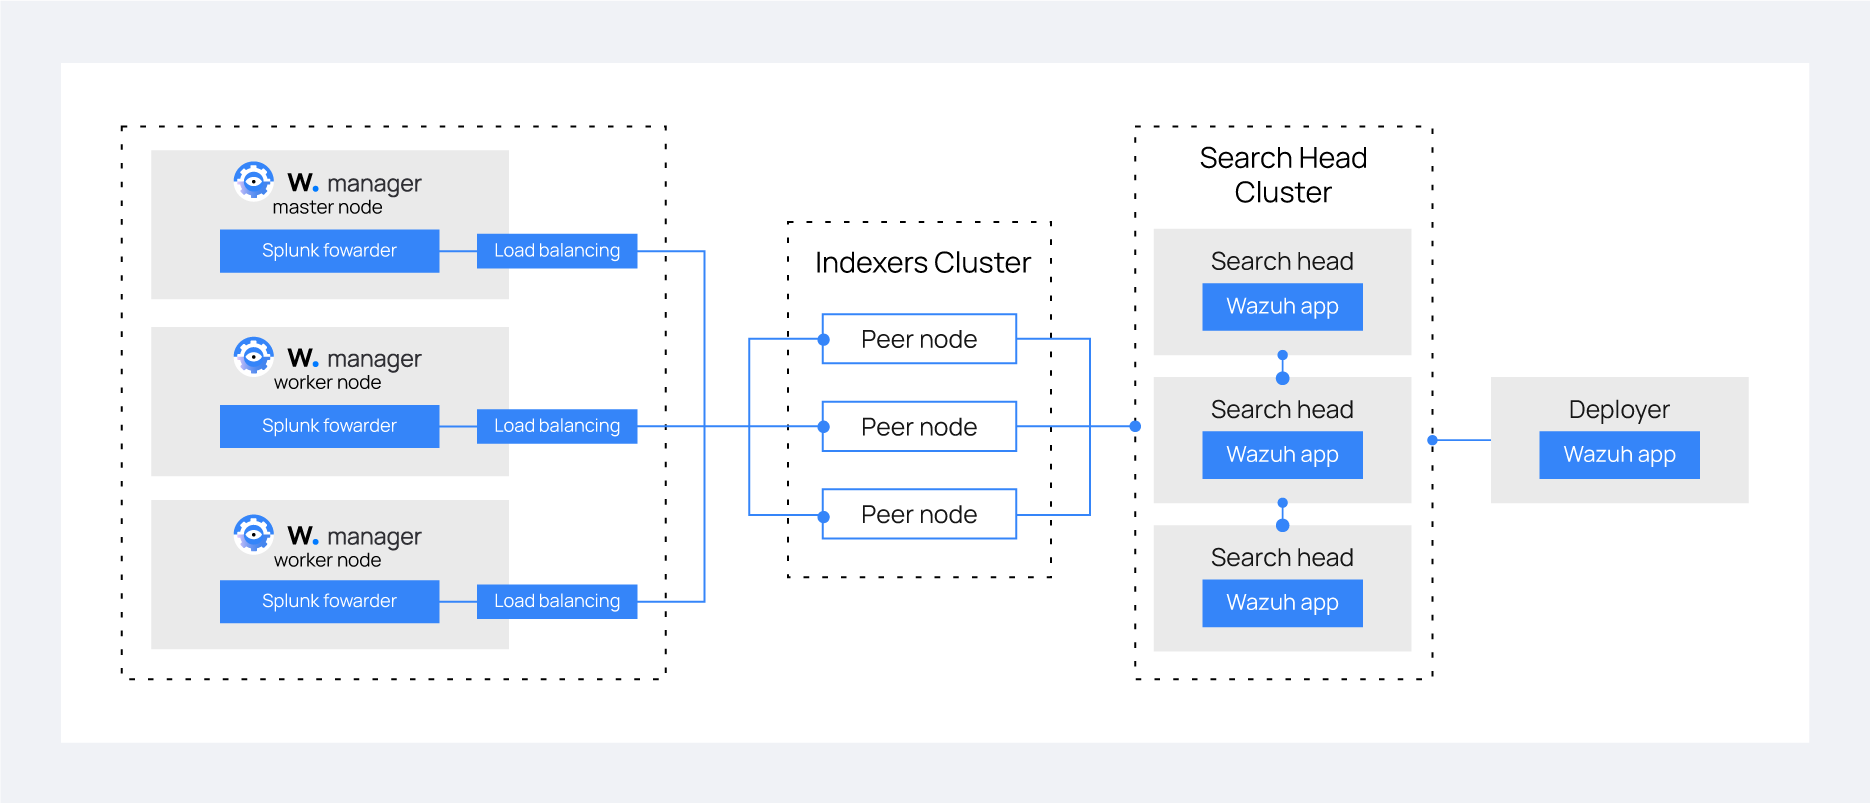 W. manager
master node
Splunk fowarder
Load balancing
W. manager
worker node
Splunk fowarder
Load balancing
W. manager
worker node
Splunk fowarder
Load balancing
Indexers Cluster
Peer node
Peer node
Peer node
Search Head
Cluster
Search head
Wazuh app
Search head
Wazuh app
Search head
Wazuh app
Deployer
Wazuh app